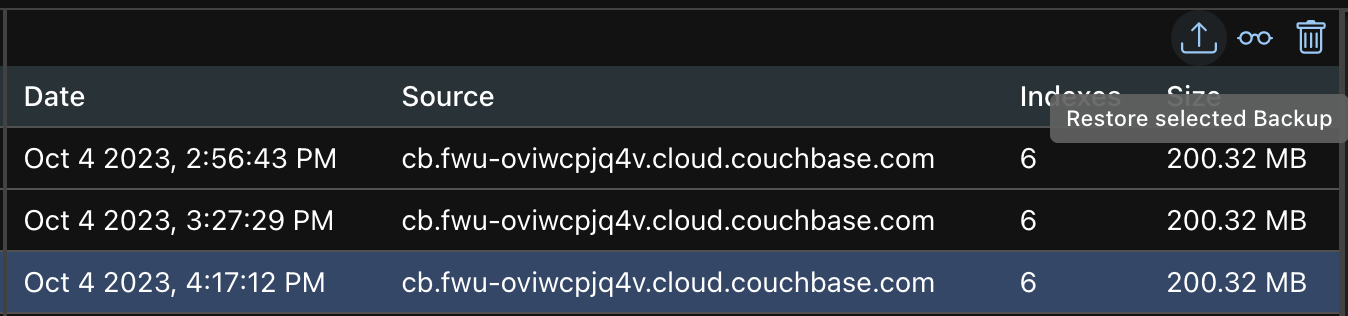 Date Source Indexes Size
Restore selected Backup
Oct 4 2023, 2:56:43 PM cb.fwu-oviwcpjq4v.cloud.couchbase.com 6 200.32 MB
Oct 4 2023, 3:27:29 PM cb.fwu-oviwcpjq4v.cloud.couchbase.com 6 200.32 MB
Oct 4 2023, 4:17:12 PM cb.fwu-oviwcpjq4v.cloud.couchbase.com 6 200.32 MB